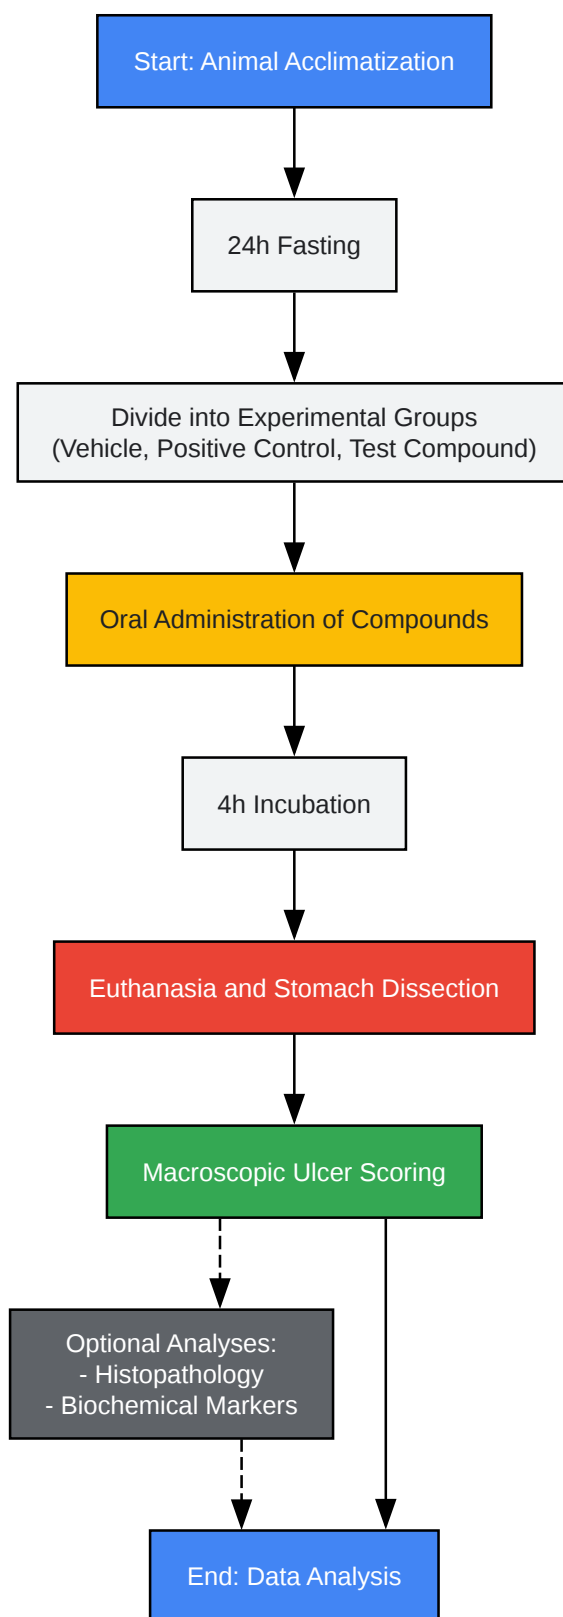 Start: Animal Acclimatization
24h Fasting
Divide into Experimental Groups
(Vehicle, Positive Control, Test Compound)
Oral Administration of Compounds
4h Incubation
Euthanasia and Stomach Dissection
Macroscopic Ulcer Scoring
Optional Analyses:
- Histopathology
- Biochemical Markers
End: Data Analysis